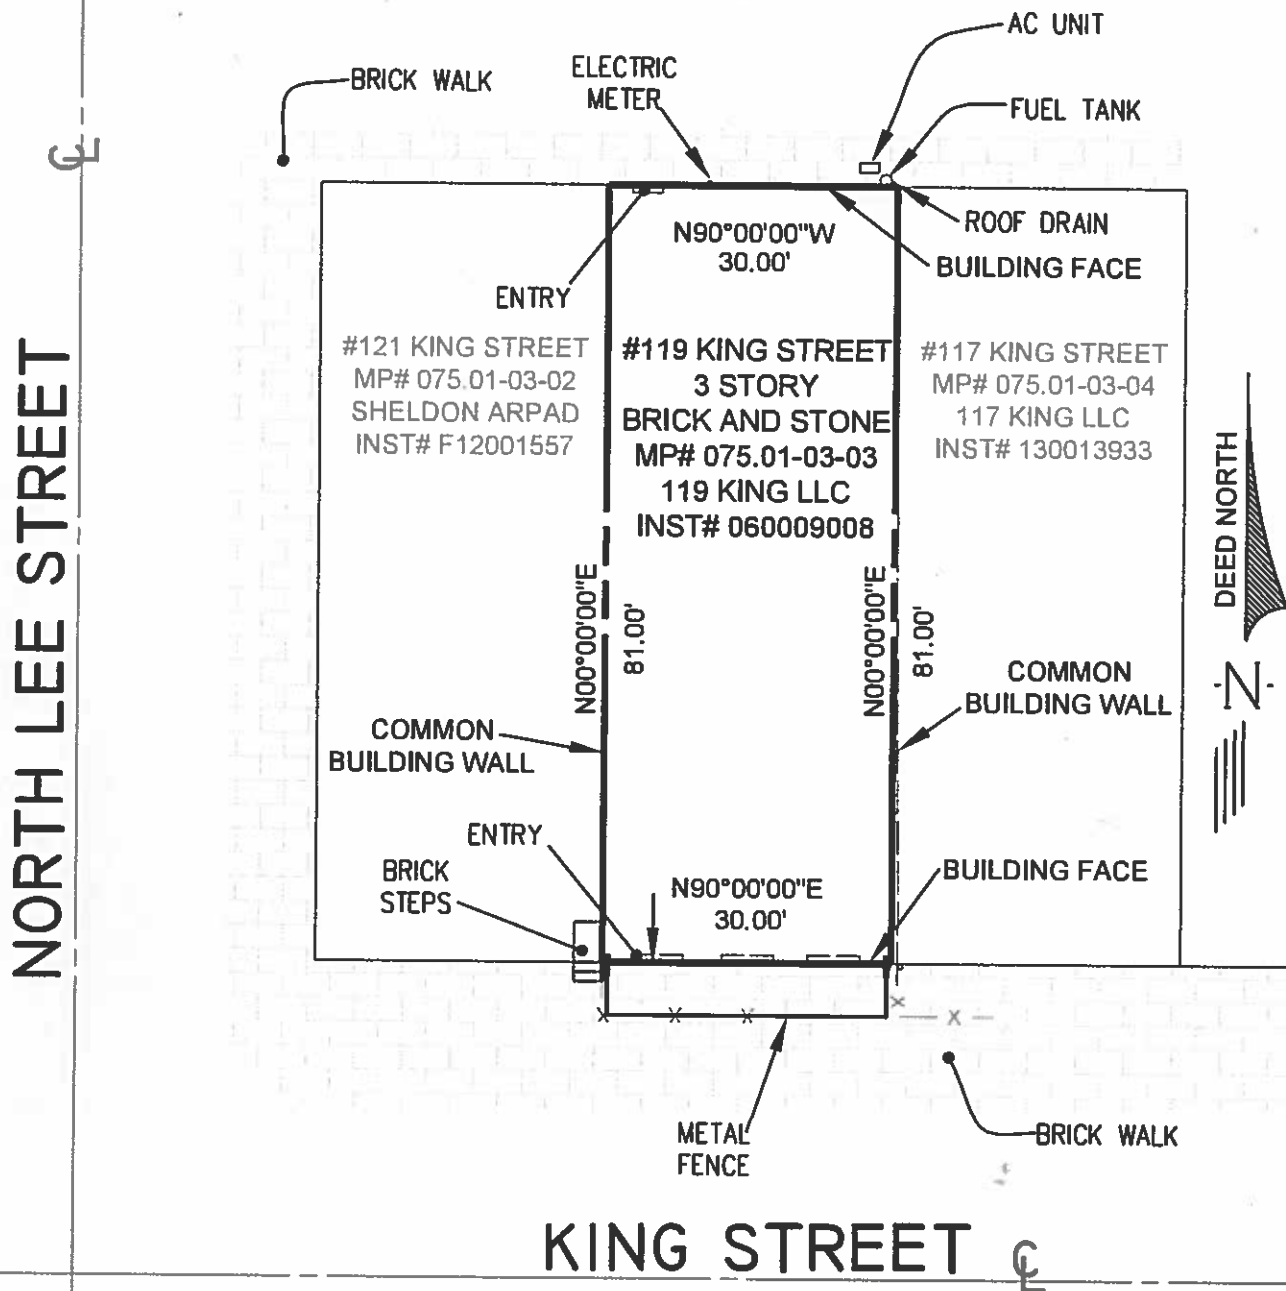 AC UNIT
BRICK WALK
ELECTRIC
METER
FUEL TANK
ROOF DRAIN
BUILDING FACE
N90°00'00"W
30.00'
ENTRY
#121 KING STREET
MP# 075.01-03-02
SHELDON ARPAD
INST# F12001557
#119 KING STREET
3 STORY
BRICK AND STONE
MP# 075.01-03-03
119 KING LLC
INST# 060009008
#117 KING STREET
MP# 075.01-03-04
117 KING LLC
INST# 130013933
NORTH LEE STREET
CL
DEED NORTH
N
N00°00'00"E
81.00'
N00°00'00"E
81.00'
COMMON
BUILDING WALL
COMMON
BUILDING WALL
ENTRY
BRICK
STEPS
N90°00'00"E
30.00'
BUILDING FACE
X X X X X
METAL
FENCE
BRICK WALK
KING STREET
CL